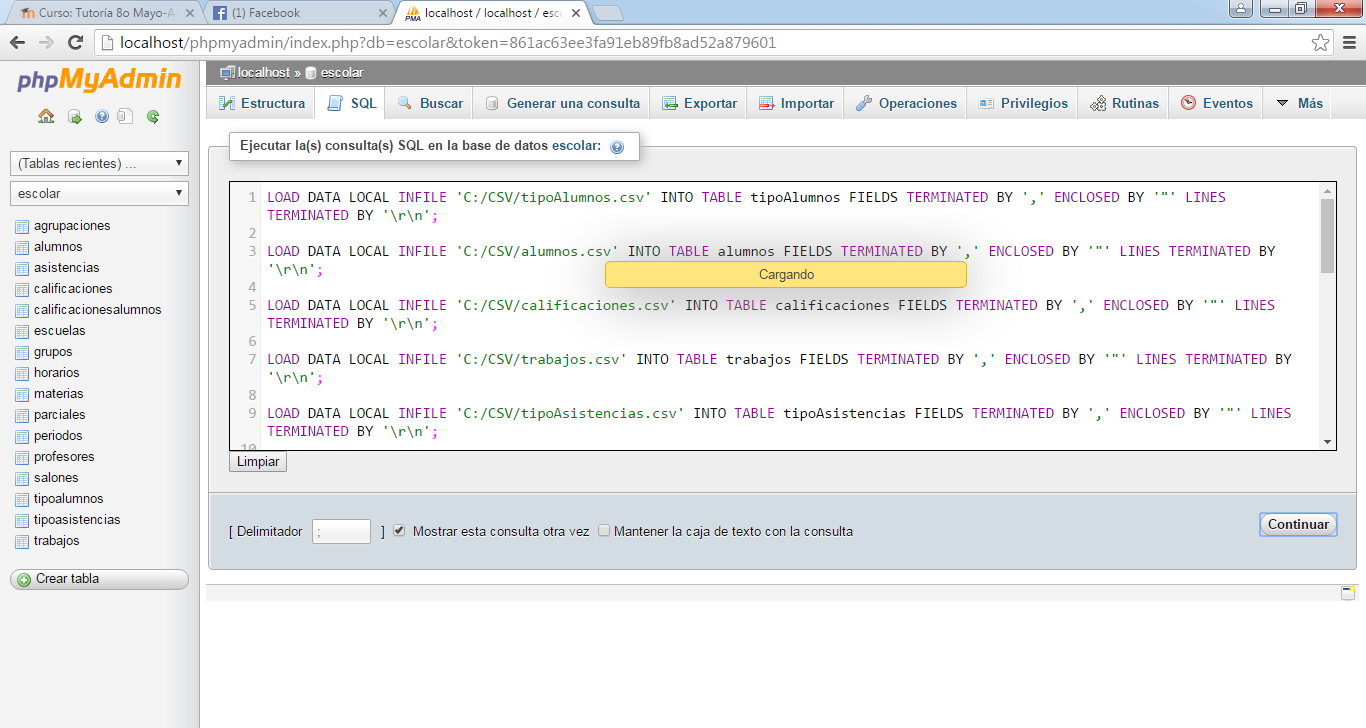 Curso: Tutoría 8o Mayo-A
(1) Facebook
localhost / localhost / esc
localhost/phpmyadmin/index.php?db=escolar&token=861ac63ee3fa91eb89fb8ad52a879601
phpMyAdmin
(Tablas recientes) ...
escolar
agrupaciones
alumnos
asistencias
calificaciones
calificacionesalumnos
escuelas
grupos
horarios
materias
parciales
periodos
profesores
salones
tipoalumnos
tipoasistencias
trabajos
Crear tabla
localhost » escolar
Estructura SQL Buscar Generar una consulta Exportar Importar Operaciones Privilegios Rutinas Eventos Más
Ejecutar la(s) consulta(s) SQL en la base de datos escolar:
1 LOAD DATA LOCAL INFILE 'C:/CSV/tipoAlumnos.csv' INTO TABLE tipoAlumnos FIELDS TERMINATED BY ',' ENCLOSED BY '"' LINES
TERMINATED BY '\r\n';
2
3 LOAD DATA LOCAL INFILE 'C:/CSV/alumnos.csv' INTO TABLE alumnos FIELDS TERMINATED BY ',' ENCLOSED BY '"' LINES TERMINATED BY
'\r\n';
Cargando
4
5 LOAD DATA LOCAL INFILE 'C:/CSV/calificaciones.csv' INTO TABLE calificaciones FIELDS TERMINATED BY ',' ENCLOSED BY '"' LINES
TERMINATED BY '\r\n';
6
7 LOAD DATA LOCAL INFILE 'C:/CSV/trabajos.csv' INTO TABLE trabajos FIELDS TERMINATED BY ',' ENCLOSED BY '"' LINES TERMINATED BY
'\r\n';
8
9 LOAD DATA LOCAL INFILE 'C:/CSV/tipoAsistencias.csv' INTO TABLE tipoAsistencias FIELDS TERMINATED BY ',' ENCLOSED BY '"' LINES
TERMINATED BY '\r\n';
10
Limpiar
[ Delimitador ; ] Mostrar esta consulta otra vez Mantener la caja de texto con la consulta
Continuar